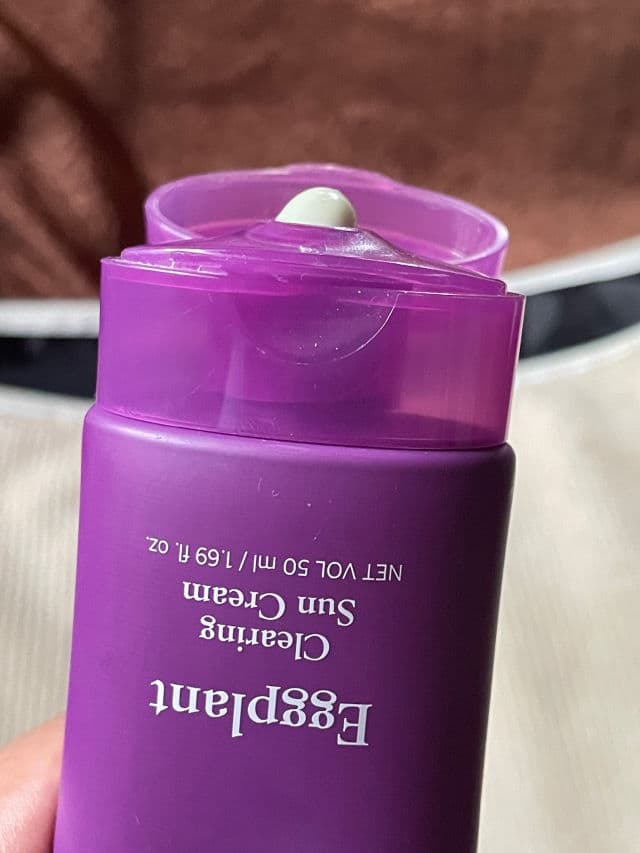 Eggplant
Clearing
Sun Cream
NET VOL 50 ml / 1.69 fl. oz.